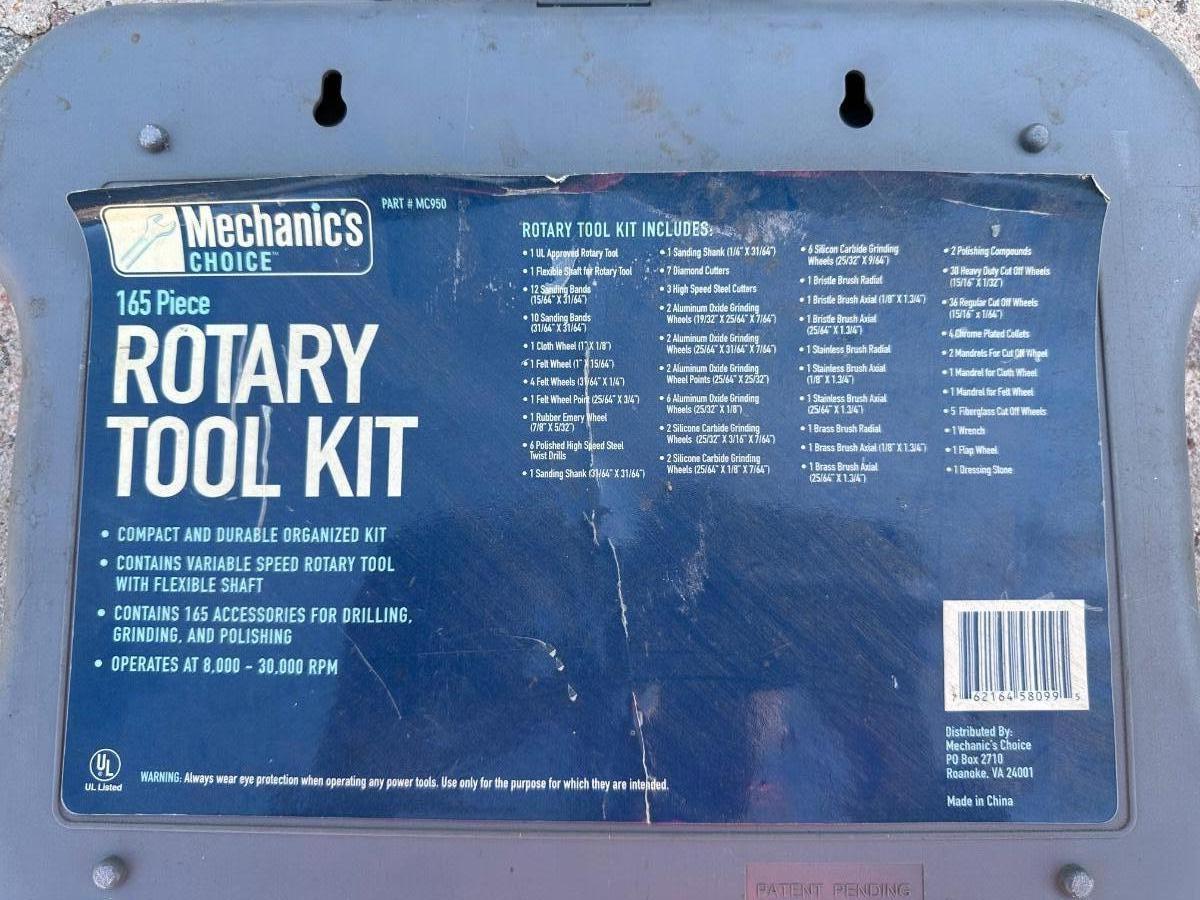 Mechanic's
CHOICE™
PART # MC950
165 Piece
ROTARY
TOOL KIT
• COMPACT AND DURABLE ORGANIZED KIT
• CONTAINS VARIABLE SPEED ROTARY TOOL
WITH FLEXIBLE SHAFT
• CONTAINS 165 ACCESSORIES FOR DRILLING,
GRINDING, AND POLISHING
• OPERATES AT 8,000 - 30,000 RPM
ROTARY TOOL KIT INCLUDES:
• 1 UL Approved Rotary Tool
• 1 Flexible Shaft for Rotary Tool
• 12 Sanding Bands
(15/64" X 31/64")
• 10 Sanding Bands
(31/64" X 31/64")
• 1 Cloth Wheel (1" X 1/8")
• 1 Felt Wheel (1" 15/64")
• 4 Felt Wheels (31/64" X 1/4")
• 1 Felt Wheel Point (25/64" X 3/4")
• 1 Rubber Emery Wheel
(7/8" X 5/32")
• 6 Polished High Speed Steel
Twist Drills
• 1 Sanding Shank (31/64" X 31/64")
• 1 Sanding Shank (1/4" X 31/64")
• 7 Diamond Cutters
• 3 High Speed Steel Cutters
• 2 Aluminum Oxide Grinding
Wheels (19/32" X 25/64" X 7/64")
• 2 Aluminum Oxide Grinding
Wheels (25/64" X 31/64" X 7/64")
• 2 Aluminum Oxide Grinding
Wheel Points (25/64" X 25/32")
• 6 Aluminum Oxide Grinding
Wheels (25/32" X 1/8")
• 2 Silicone Carbide Grinding
Wheels (25/32" X 3/16" X 7/64")
• 2 Silicone Carbide Grinding
Wheels (25/64" X 1/8" X 7/64")
• 6 Silicon Carbide Grinding
Wheels (25/32" X 9/64")
• 1 Bristle Brush Radial
• 1 Bristle Brush Axial (1/8" X 1.3/4")
• 1 Bristle Brush Axial
(25/64" X 1.3/4")
• 1 Stainless Brush Radial
• 1 Stainless Brush Axial
(1/8" X 1.3/4")
• 1 Stainless Brush Axial
(25/64" X 1.3/4")
• 1 Brass Brush Radial
• 1 Brass Brush Axial (1/8" X 1.3/4")
• 1 Brass Brush Axial
(25/64" X 1.3/4")
• 2 Polishing Compounds
• 30 Heavy Duty Cut Off Wheels
(15/16" X 1/32")
• 36 Regular Cut Off Wheels
(15/16" x 1/64")
• 4 Chrome Plated Collets
• 2 Mandrels For Cut Off Wheel
• 1 Mandrel for Cloth Wheel
• 1 Mandrel for Felt Wheel
• 5 Fiberglass Cut Off Wheels
• 1 Wrench
• 1 Flap Wheel
• 1 Dressing Stone
7 62164 58099 5
Distributed By:
Mechanic's Choice
PO Box 2710
Roanoke, VA 24001
Made in China
UL
UL Listed
WARNING: Always wear eye protection when operating any power tools. Use only for the purpose for which they are intended.
PATENT PENDING